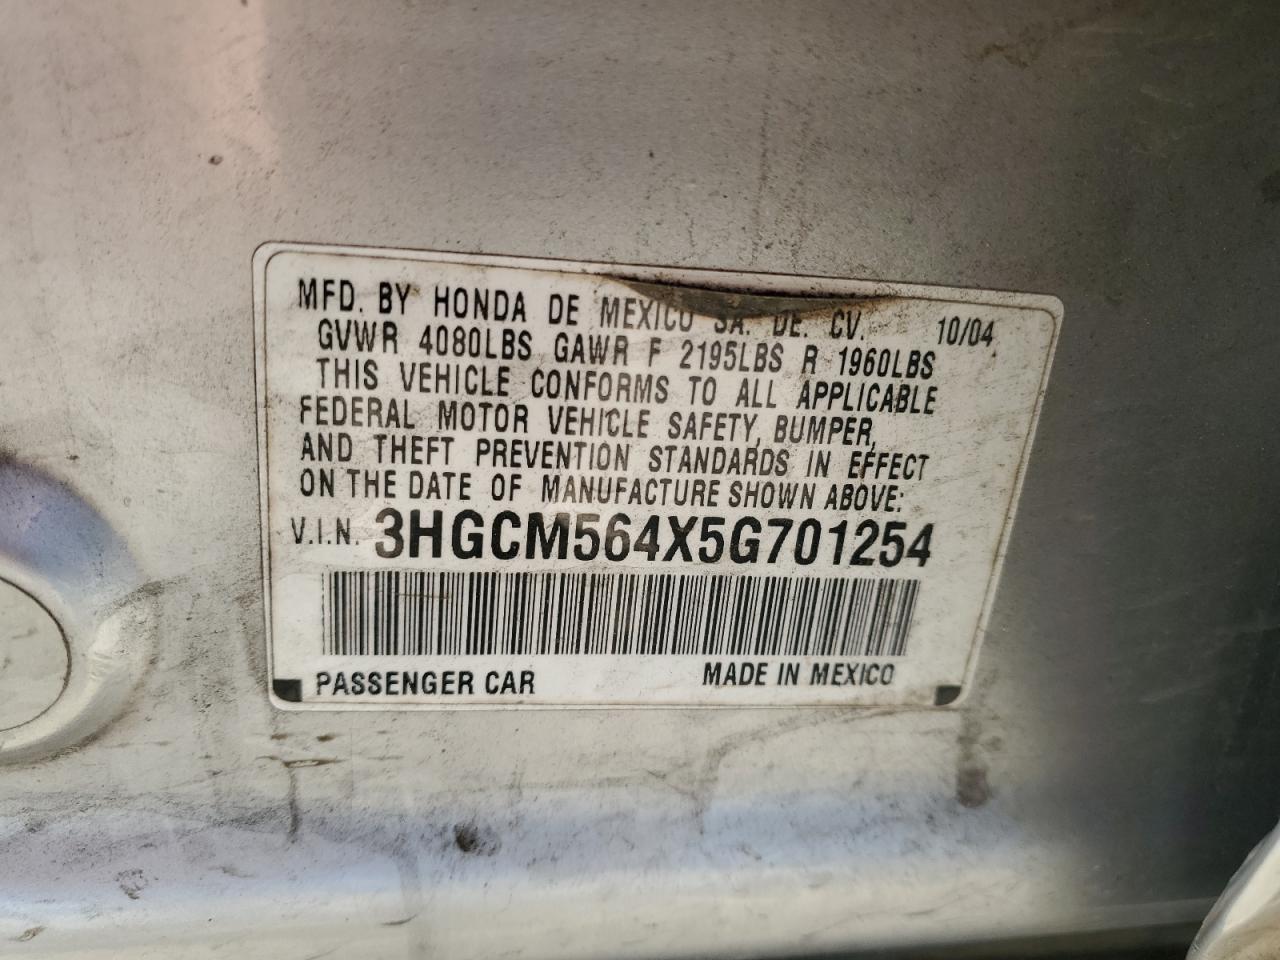 MFD. BY HONDA DE MEXICO SA. DE. CV. 10/04
GVWR 4080LBS GAWR F 2195LBS R 1960LBS
THIS VEHICLE CONFORMS TO ALL APPLICABLE
FEDERAL MOTOR VEHICLE SAFETY, BUMPER,
AND THEFT PREVENTION STANDARDS IN EFFECT
ON THE DATE OF MANUFACTURE SHOWN ABOVE:
V.I.N. 3HGCM564X5G701254
PASSENGER CAR MADE IN MEXICO